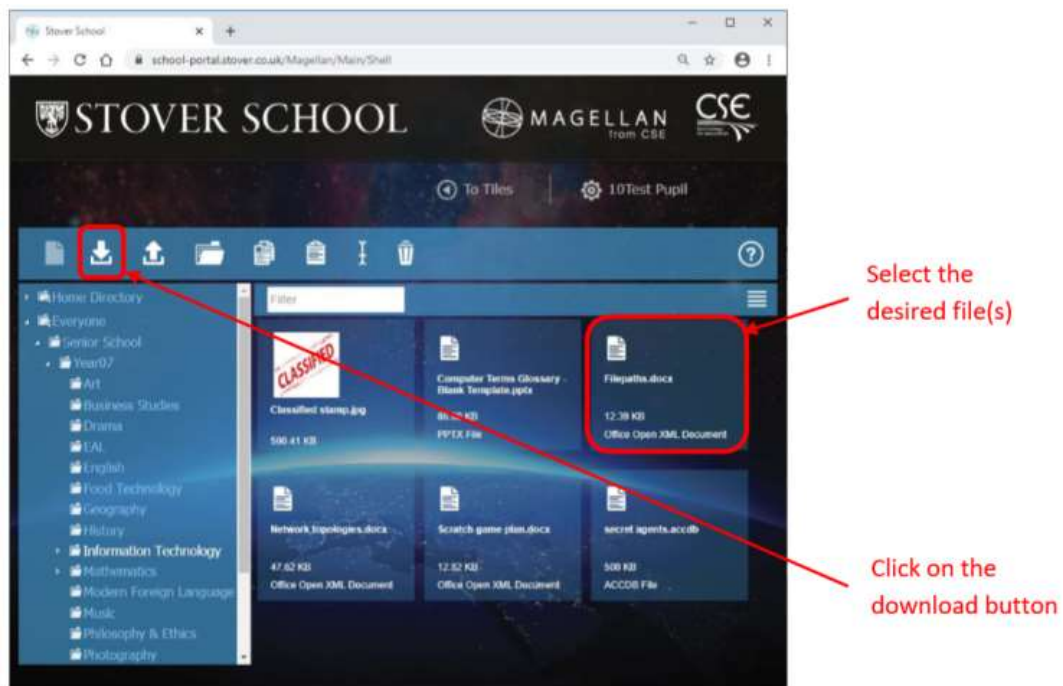 Stover School
school-portal.stover.co.uk/Magellan/Main/Shell
STOVER SCHOOL
MAGELLAN
from CSE
CSE
To Tiles
10Test Pupil
Home Directory
Everyone
Senior School
Year07
Art
Business Studies
Drama
EAL
English
Food Technology
Geography
History
Information Technology
Mathematics
Modern Foreign Language
Music
Philosophy & Ethics
Photography
Filter
CLASSIFIED
Classified stamp.jpg
590.41 KB
Computer Terms Glossary -
Blank Template.pptx
KB
PPTX File
Filepaths.docx
12.39 KB
Office Open XML Document
Network topologies.docx
47.62 KB
Office Open XML Document
Scratch game plan.docx
12.82 KB
Office Open XML Document
secret agents.accdb
508 KB
ACCDB File
Select the
desired file(s)
Click on the
download button